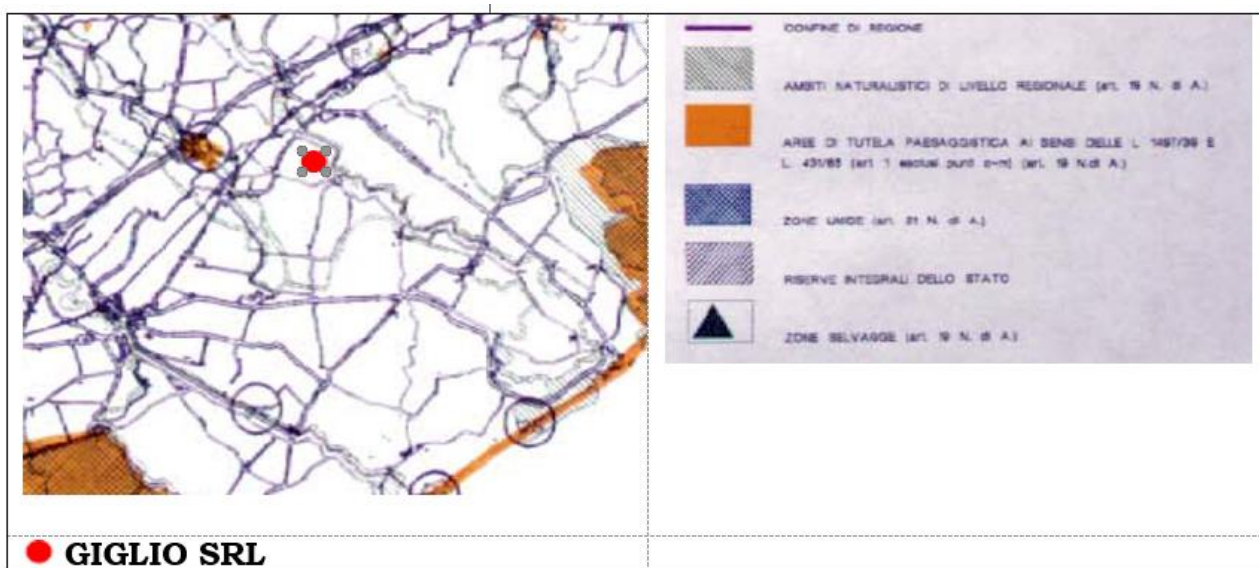 CONFINE DI REGIONE
AMBITI NATURALISTICI DI LIVELLO REGIONALE (art. 19 N. di A.)
AREE DI TUTELA PAESAGGISTICA AI SENSI DELLE L. 1497/39 E
L. 431/85 (art. 1 esclusi punti o-m) (art. 19 N.di A.)
ZONE UMIDE (art. 21 N. di A.)
RISERVE INTEGRALI DELLO STATO
ZONE SELVAGGE (art. 19 N. di A.)
GIGLIO SRL